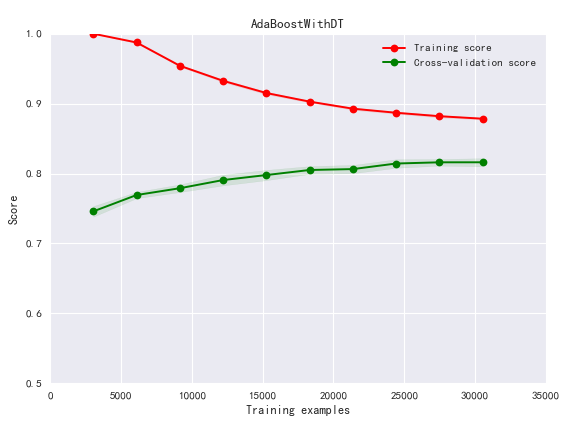 AdaBoostWithDT
1.0
0.9
0.8
0.7
0.6
0.5
Score
Training score
Cross-validation score
0 5000 10000 15000 20000 25000 30000 35000
Training examples